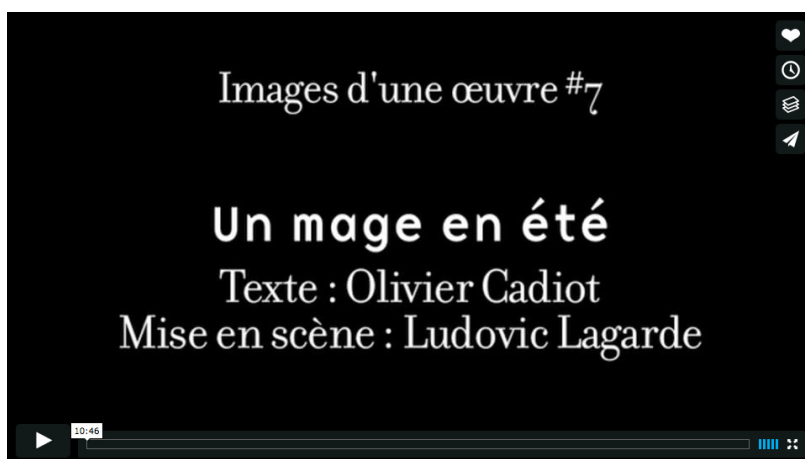 Images d'une œuvre #7
Un mage en été
Texte : Olivier Cadiot
Mise en scène : Ludovic Lagarde
10:46